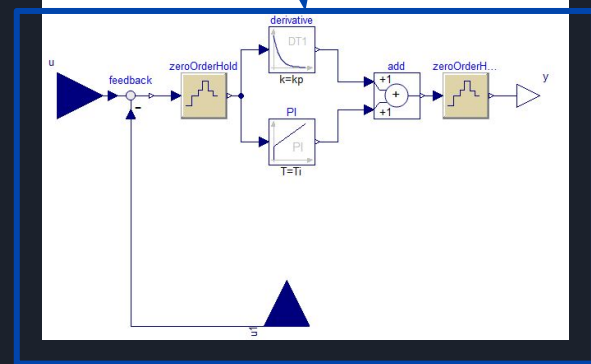 derivative
DT1
u
zeroOrderHold
k=kp
add
zeroOrderH...
y
feedback
+1
+
+1
-
PI
PI
T=Ti
u1